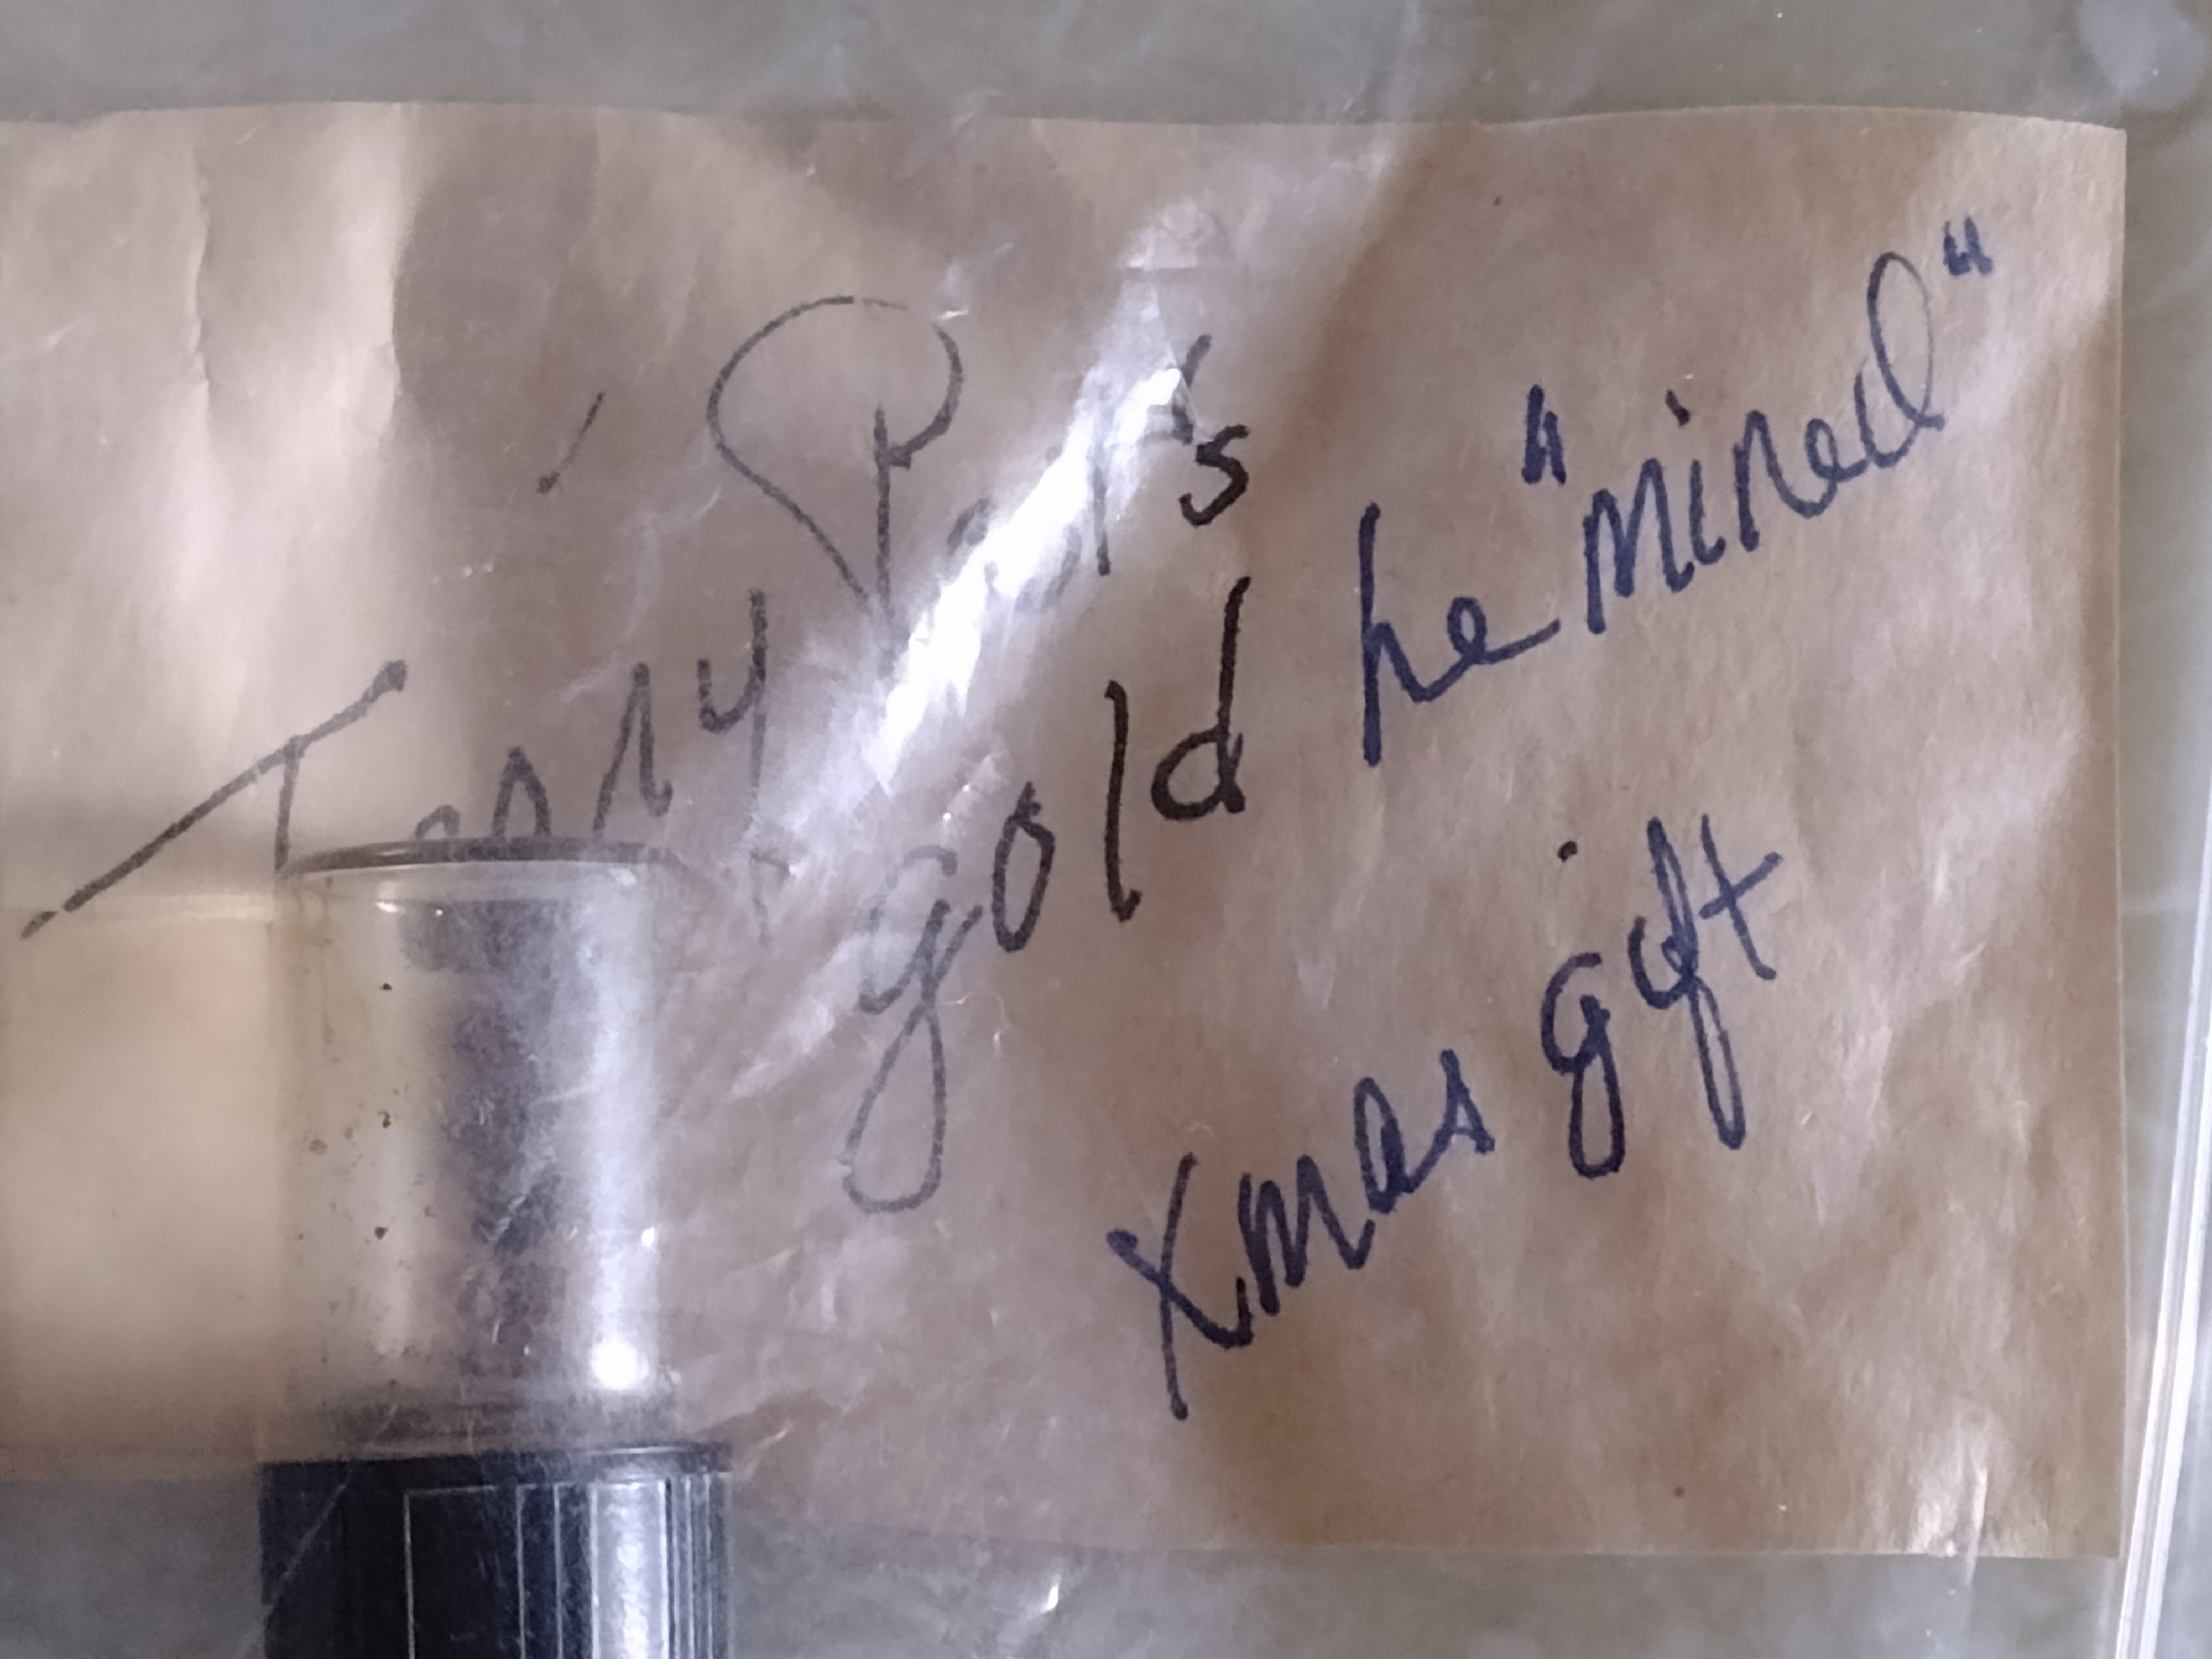 gold he "mined"
Xmas gift